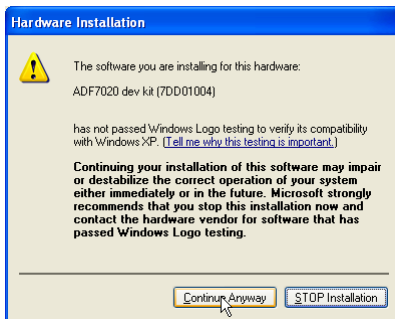 Hardware Installation
The software you are installing for this hardware:
ADF7020 dev kit (7DD01004)
has not passed Windows Logo testing to verify its compatibility
with Windows XP. (Tell me why this testing is important.)
Continuing your installation of this software may impair
or destabilize the correct operation of your system
either immediately or in the future. Microsoft strongly
recommends that you stop this installation now and
contact the hardware vendor for software that has
passed Windows Logo testing.
Continue Anyway STOP Installation